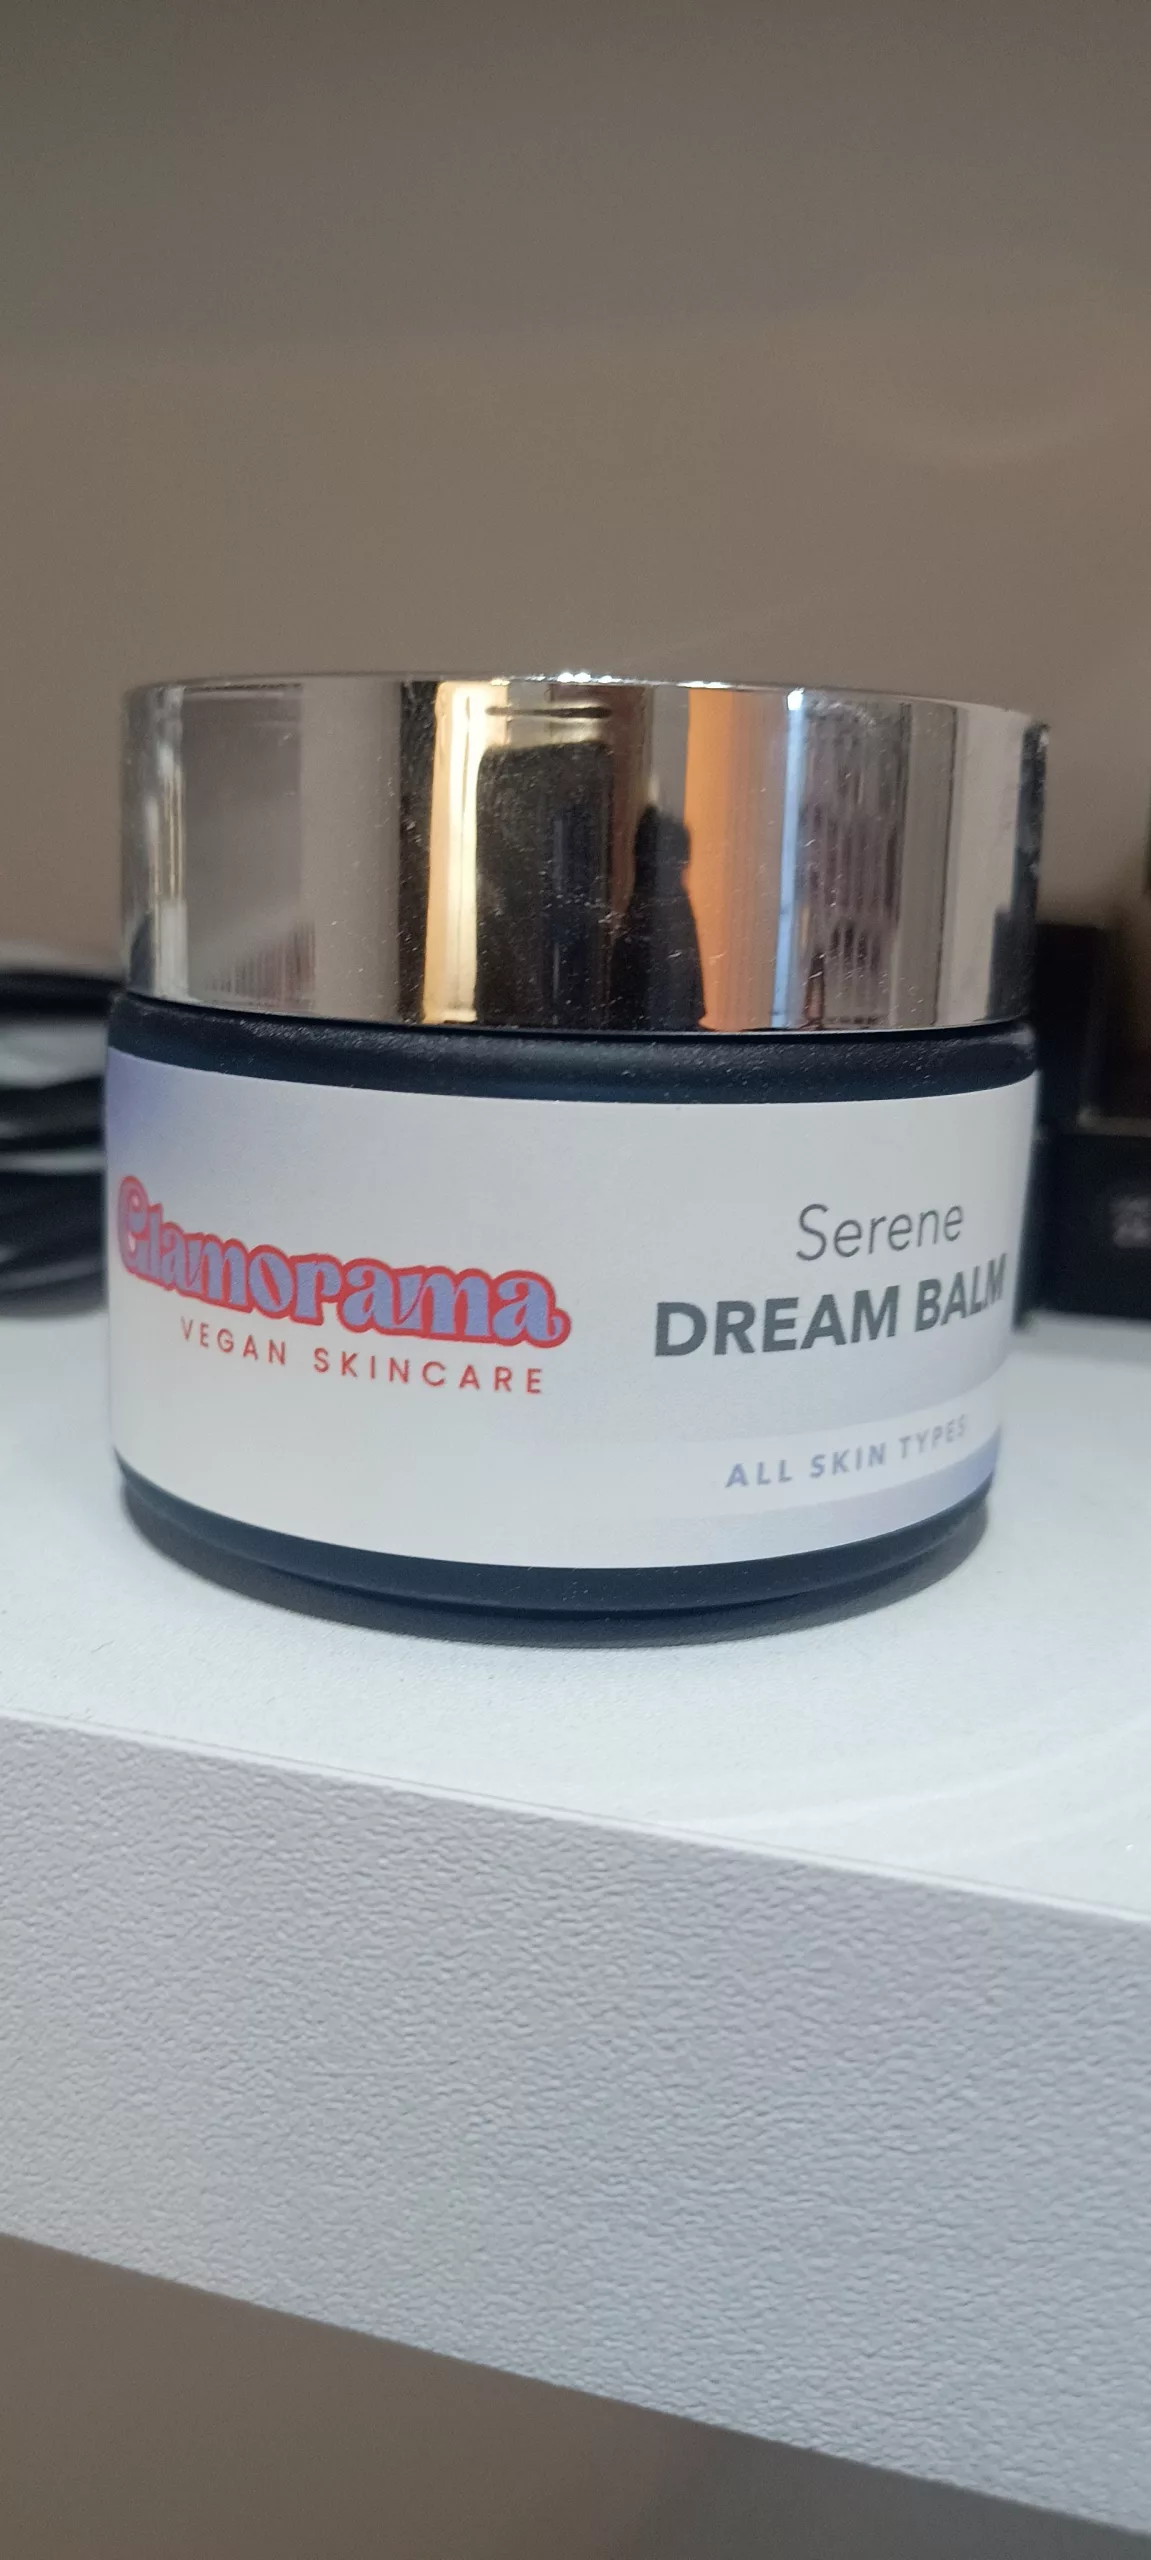 Glamorama
VEGAN SKINCARE
Serene
DREAM BALM
ALL SKIN TYPES